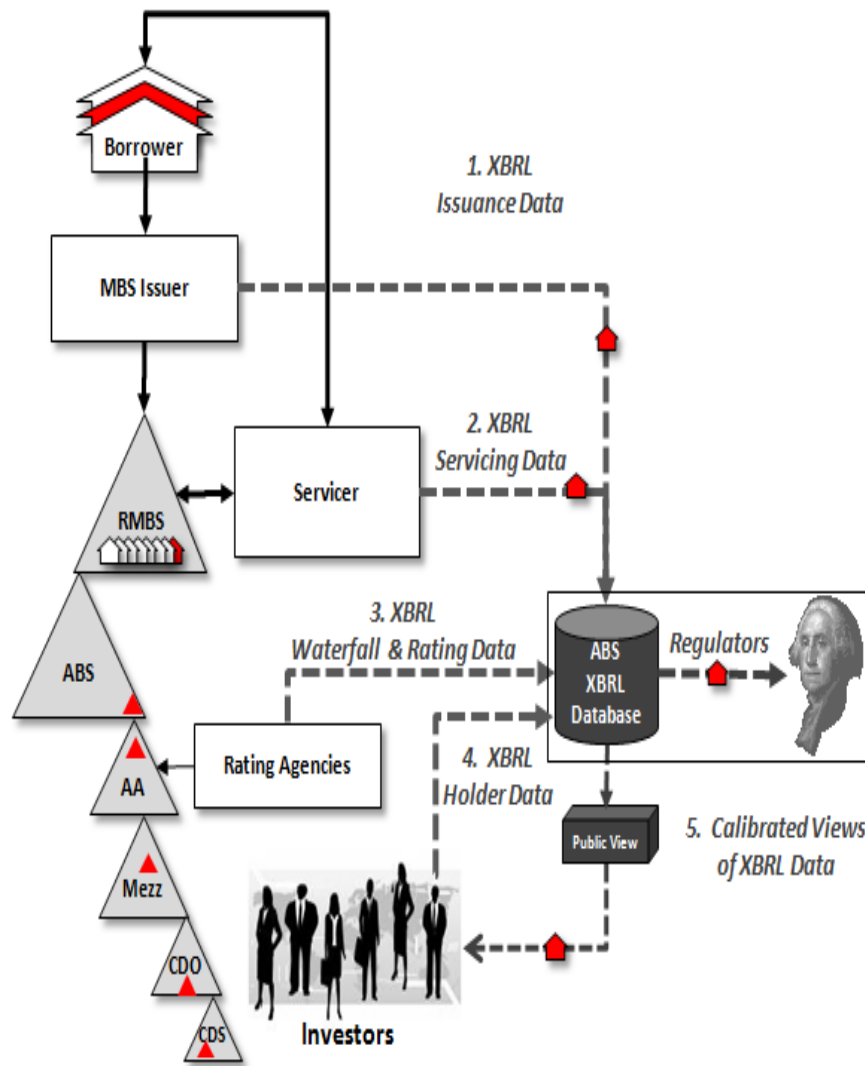 Borrower
1. XBRL
Issuance Data
MBS Issuer
2. XBRL
Servicing Data
Servicer
RMBS
3. XBRL
Waterfall & Rating Data
ABS
XBRL
Database
Regulators
ABS
Rating Agencies
4. XBRL
Holder Data
AA
Public View
5. Calibrated Views
of XBRL Data
Mezz
CDO
CDS
Investors